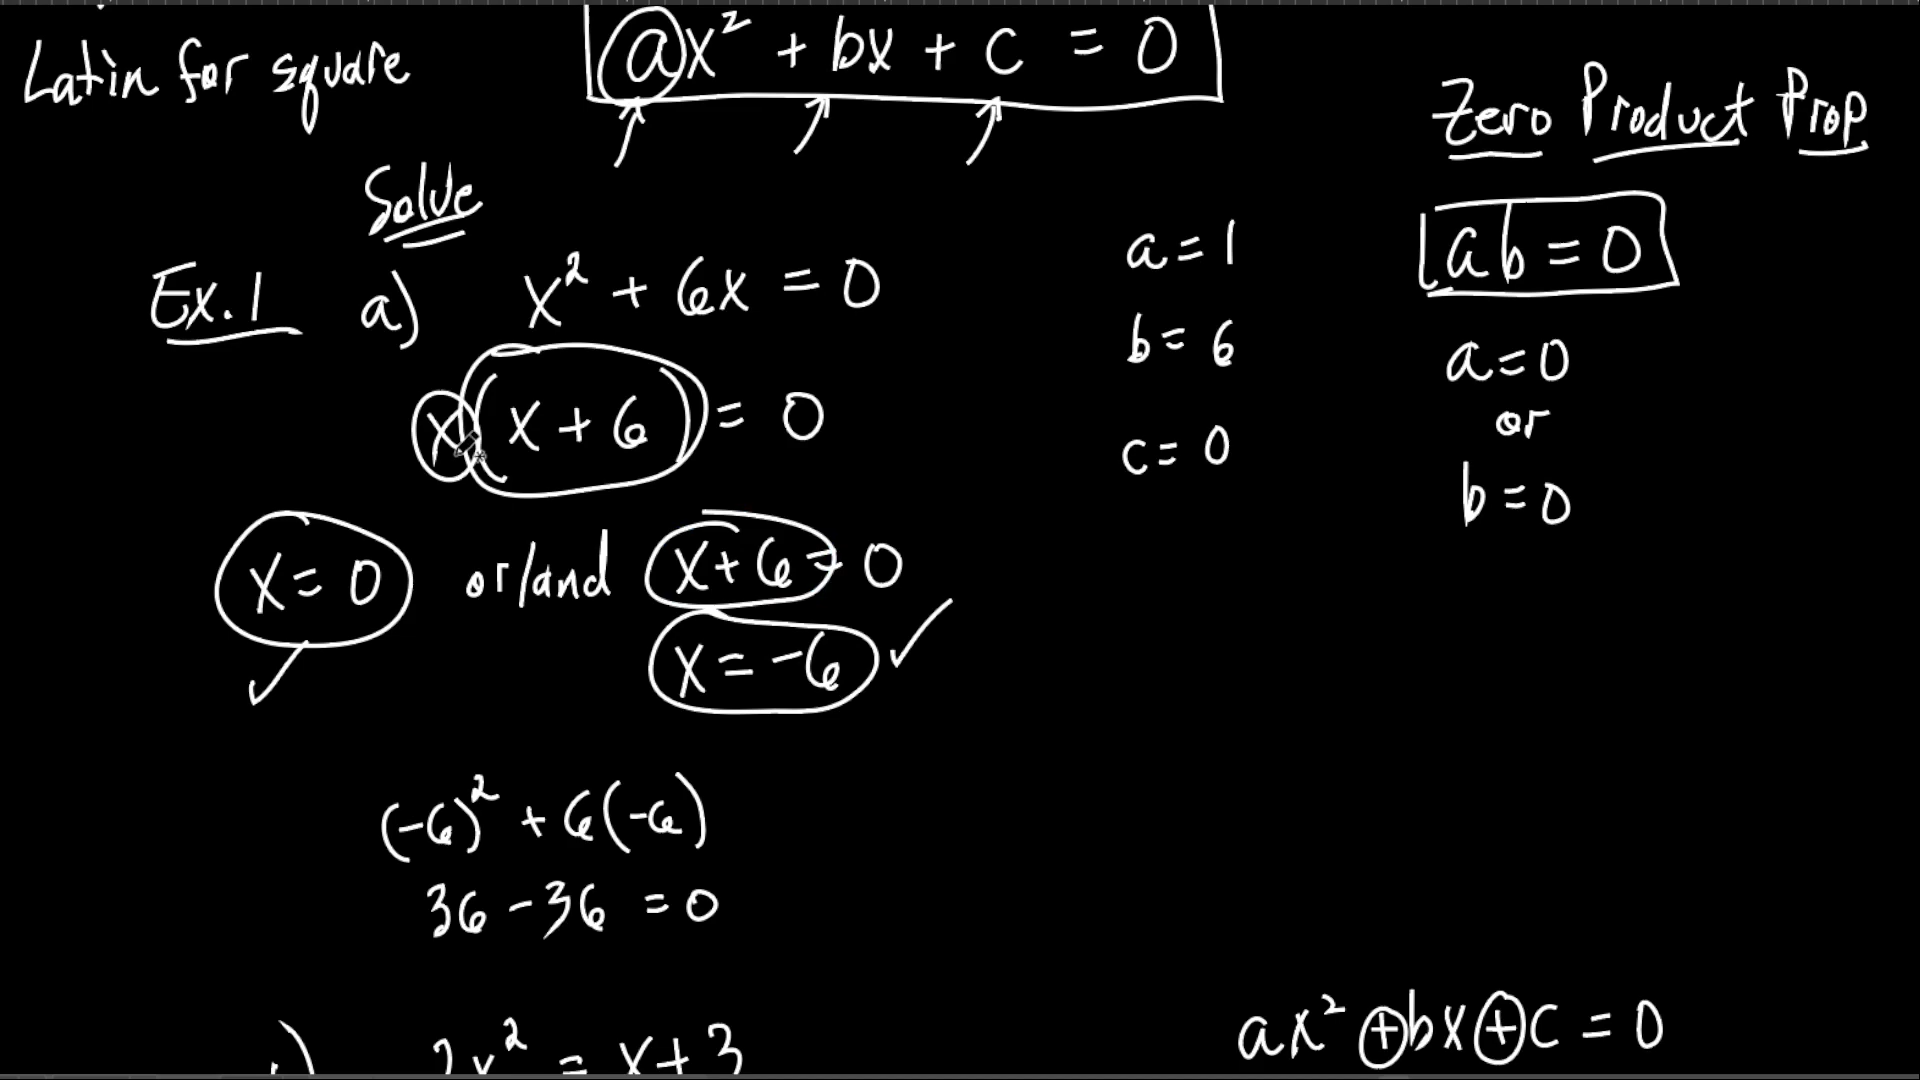 Latin for square
ax² + bx + c = 0
Zero Product Prop
Solve
Ex. 1 a) x² + 6x = 0
x(x + 6) = 0
x = 0 or/and x + 6 = 0
x = -6
(-6)² + 6(-6)
36 - 36 = 0
a = 1
b = 6
c = 0
ab = 0
a = 0
or
b = 0
= x + 3
ax² + bx + c = 0